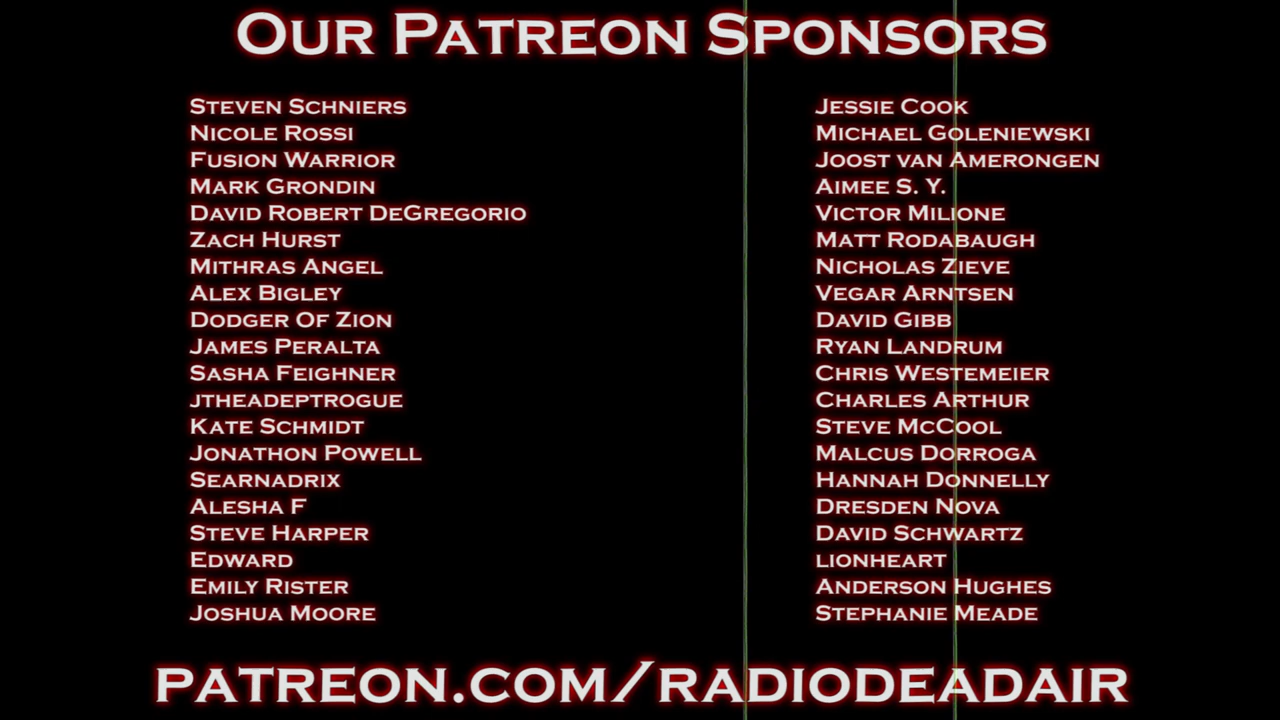 Our Patreon Sponsors
Steven Schniers
Nicole Rossi
Fusion Warrior
Mark Grondin
David Robert DeGregorio
Zach Hurst
Mithras Angel
Alex Bigley
Dodger Of Zion
James Peralta
Sasha Feighner
jtheadeptrogue
Kate Schmidt
Jonathon Powell
Searnadrix
Alesha F
Steve Harper
Edward
Emily Rister
Joshua Moore
Jessie Cook
Michael Goleniewski
Joost van Amerongen
Aimee S. Y.
Victor Milione
Matt Rodabaugh
Nicholas Zieve
Vegar Arntsen
David Gibb
Ryan Landrum
Chris Westemeier
Charles Arthur
Steve McCool
Malcus Dorroga
Hannah Donnelly
Dresden Nova
David Schwartz
lionheart
Anderson Hughes
Stephanie Meade
patreon.com/radiodeadair